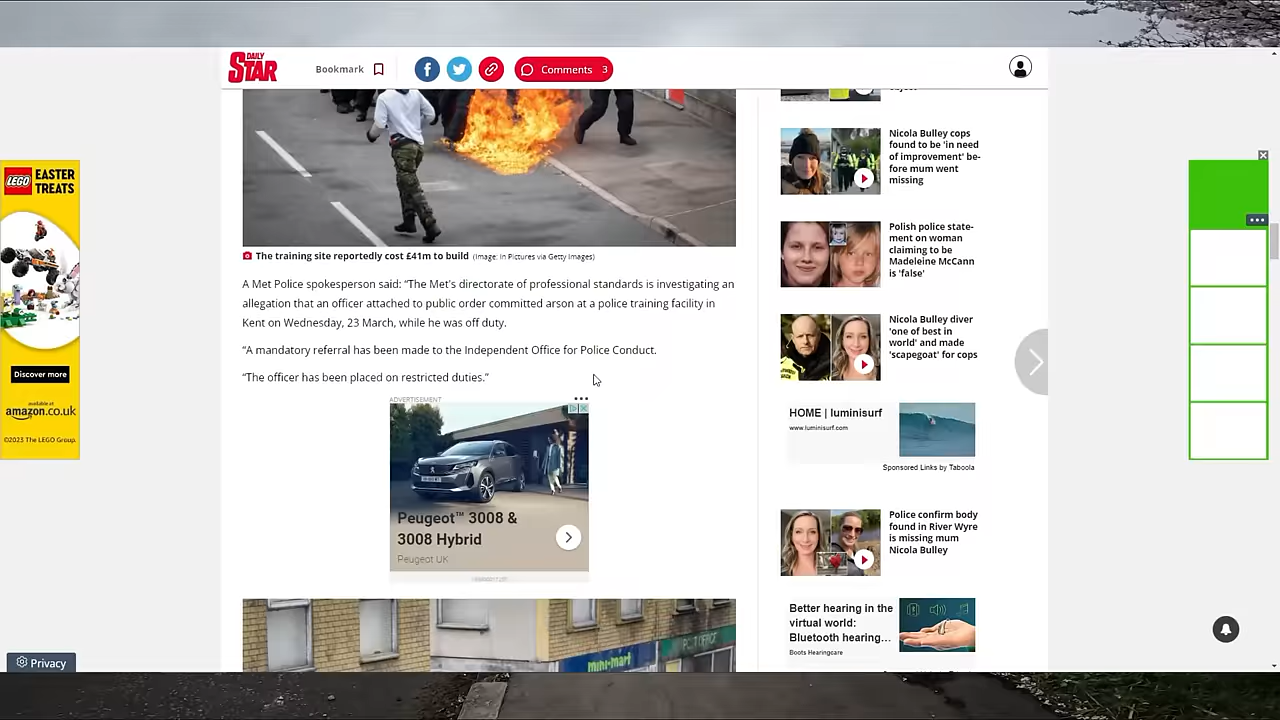 DAILY
STAR
Bookmark
Comments 3
The training site reportedly cost £41m to build (Image: In Pictures via Getty Images)
A Met Police spokesperson said: “The Met's directorate of professional standards is investigating an
allegation that an officer attached to public order committed arson at a police training facility in
Kent on Wednesday, 23 March, while he was off duty.
“A mandatory referral has been made to the Independent Office for Police Conduct.
“The officer has been placed on restricted duties.”
ADVERTISEMENT
Peugeot™ 3008 &
3008 Hybrid
Peugeot UK
Mini-mart
Nicola Bulley cops
found to be 'in need
of improvement' be-
fore mum went
missing
Polish police state-
ment on woman
claiming to be
Madeleine McCann
is 'false'
Nicola Bulley diver
'one of best in
world' and made
'scapegoat' for cops
HOME | luminisurf
www.luminisurf.com
Sponsored Links by Taboola
Police confirm body
found in River Wyre
is missing mum
Nicola Bulley
Better hearing in the
virtual world:
Bluetooth hearing...
Boots Hearingcare
LEGO
EASTER
TREATS
Discover more
available at
amazon.co.uk
©2023 The LEGO Group.
Privacy